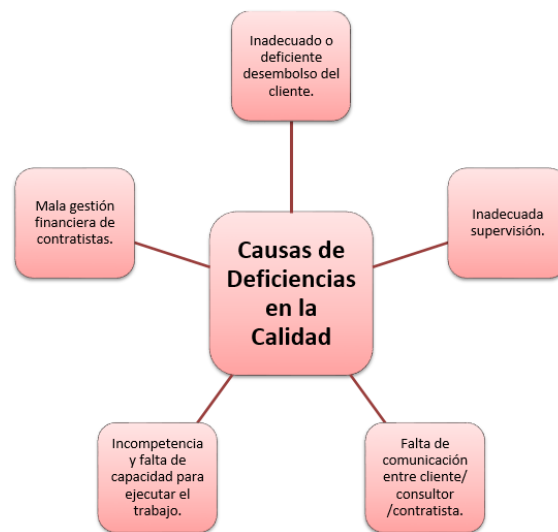 Inadecuado o
deficiente
desembolso del
cliente.
Mala gestión
financiera de
contratistas.
Inadecuada
supervisión.
Causas de
Deficiencias
en la
Calidad
Incompetencia
y falta de
capacidad para
ejecutar el
trabajo.
Falta de
comunicación
entre cliente/
consultor
/contratista.